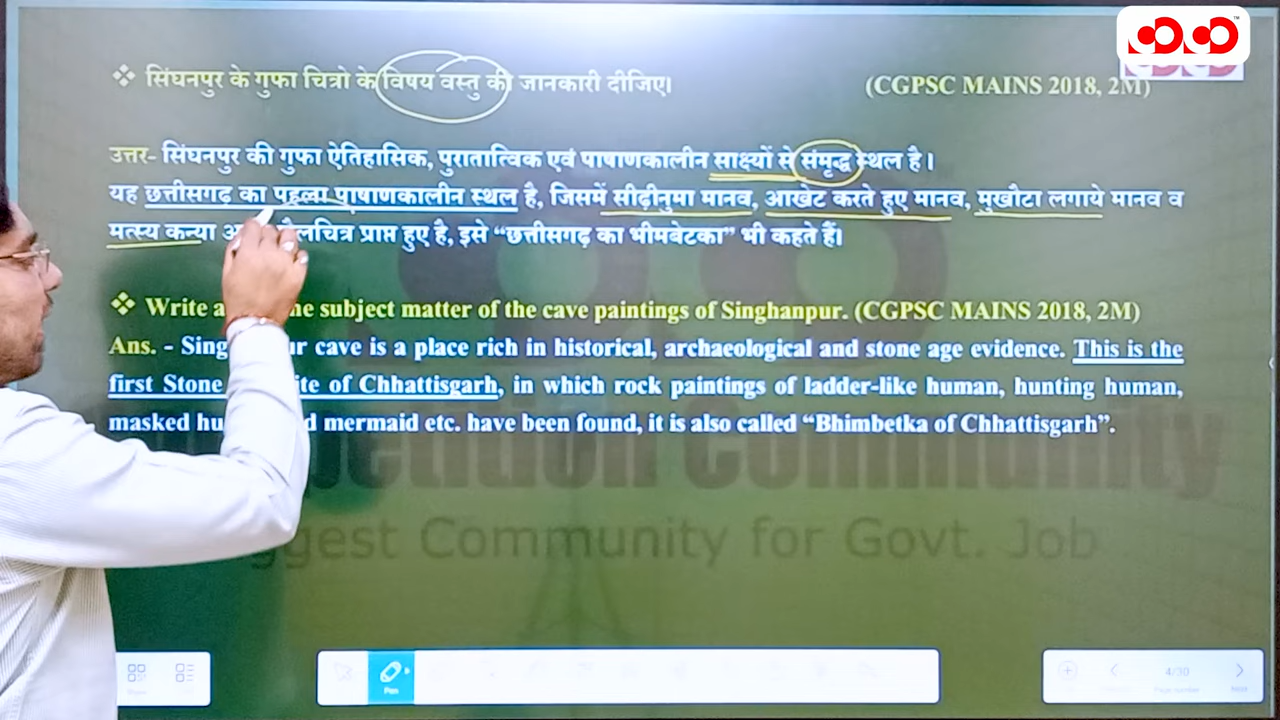 ❖ सिंघनपुर के गुफा चित्रो के विषय वस्तु की जानकारी दीजिए। (CGPSC MAINS 2018, 2M)
उत्तर- सिंघनपुर की गुफा ऐतिहासिक, पुरातात्विक एवं पाषाणकालीन साक्ष्यों से संमृद्ध स्थल है।
यह छत्तीसगढ़ का पहला पाषाणकालीन स्थल है, जिसमें सीढ़ीनुमा मानव, आखेट करते हुए मानव, मुखौटा लगाये मानव व
मत्स्य कन्या प्राप्त हुए है, इसे “छत्तीसगढ़ का भीमबेटका” भी कहते हैं।
❖ Write the subject matter of the cave paintings of Singhanpur. (CGPSC MAINS 2018, 2M)
Ans. - cave is a place rich in historical, archaeological and stone age evidence. This is the
first Stone of Chhattisgarh, in which rock paintings of ladder-like human, hunting human,
masked mermaid etc. have been found, it is also called “Bhimbetka of Chhattisgarh”.
Community
Community for Govt. Job
Pen
4/30
Page number
Next